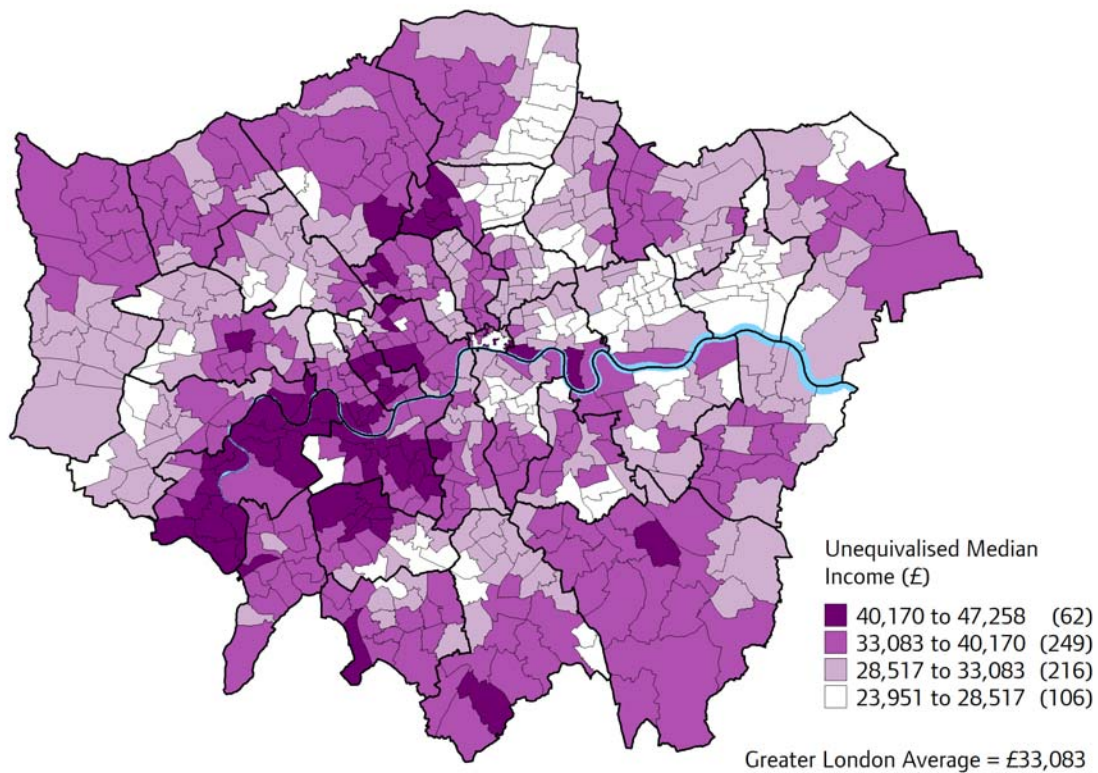 Unequivalised Median
Income (£)
40,170 to 47,258 (62)
33,083 to 40,170 (249)
28,517 to 33,083 (216)
23,951 to 28,517 (106)
Greater London Average = £33,083